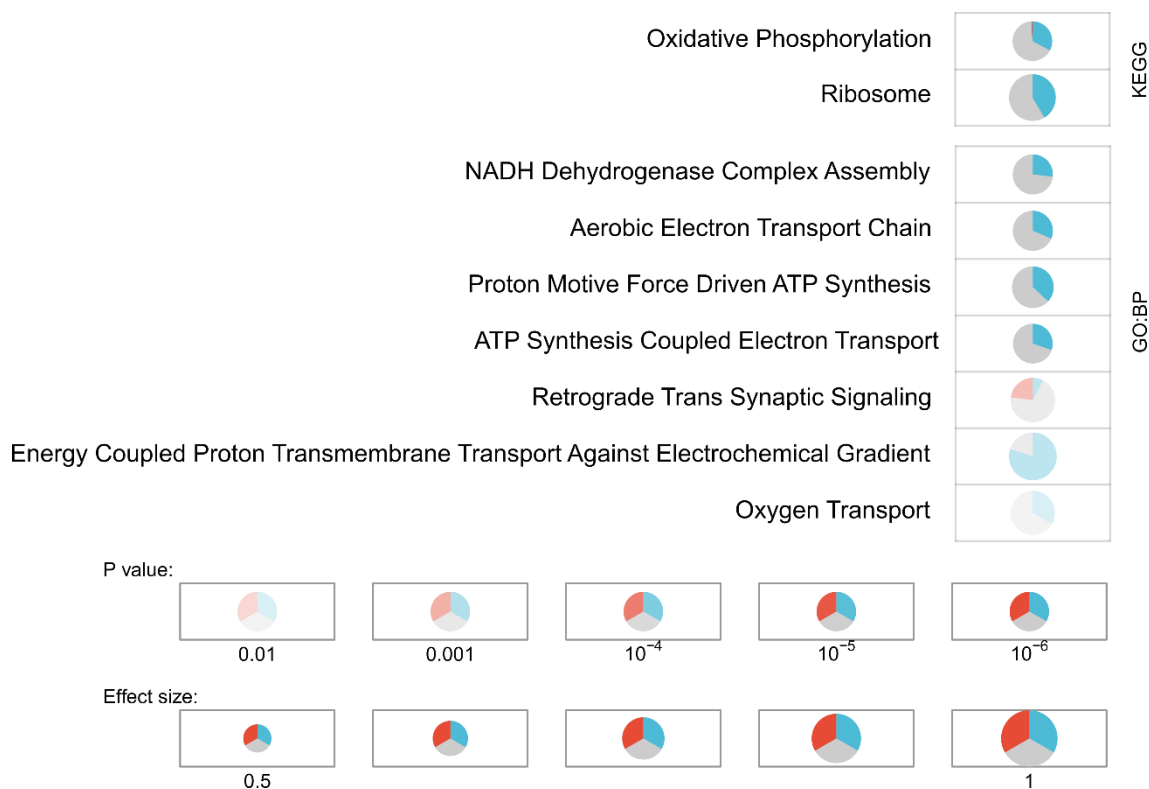 Oxidative Phosphorylation
Ribosome
KEGG
NADH Dehydrogenase Complex Assembly
Aerobic Electron Transport Chain
Proton Motive Force Driven ATP Synthesis
ATP Synthesis Coupled Electron Transport
Retrograde Trans Synaptic Signaling
Energy Coupled Proton Transmembrane Transport Against Electrochemical Gradient
Oxygen Transport
GO:BP
P value:
0.01 0.001 10⁻⁴ 10⁻⁵ 10⁻⁶
Effect size:
0.5 1